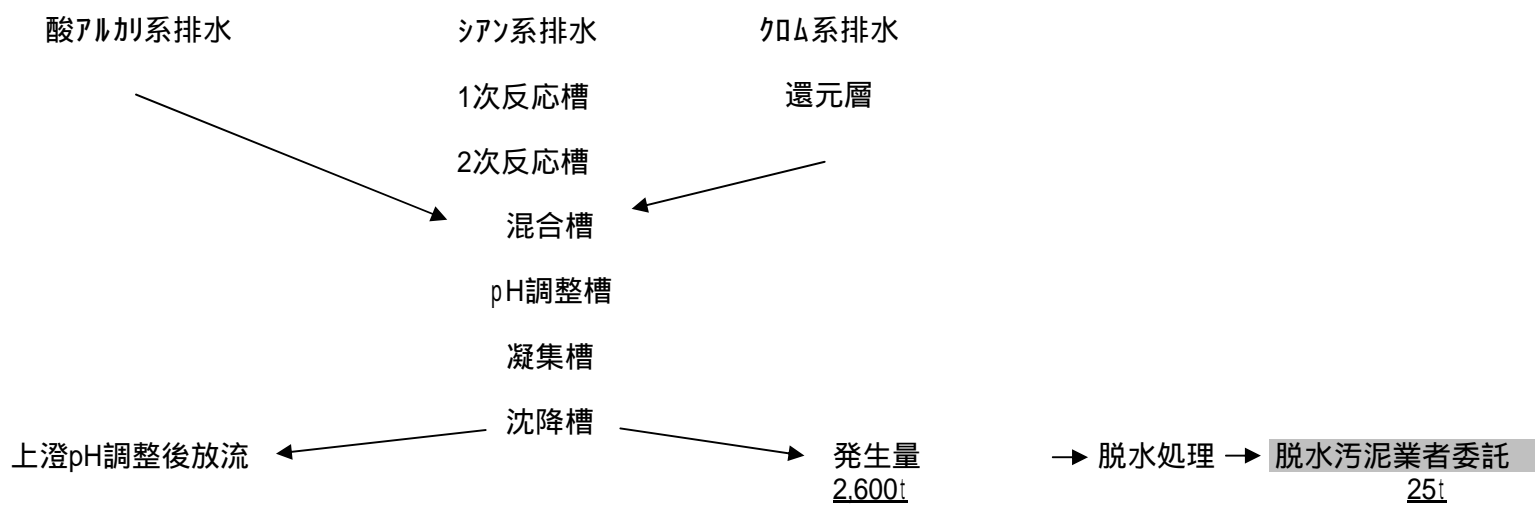 酸ｱﾙｶﾘ系排水 ｼｱﾝ系排水 ｸﾛﾑ系排水
1次反応槽 還元層
2次反応槽
混合槽
pH調整槽
凝集槽
沈降槽
上澄pH調整後放流 発生量 脱水処理 脱水汚泥業者委託
2,600t 25t